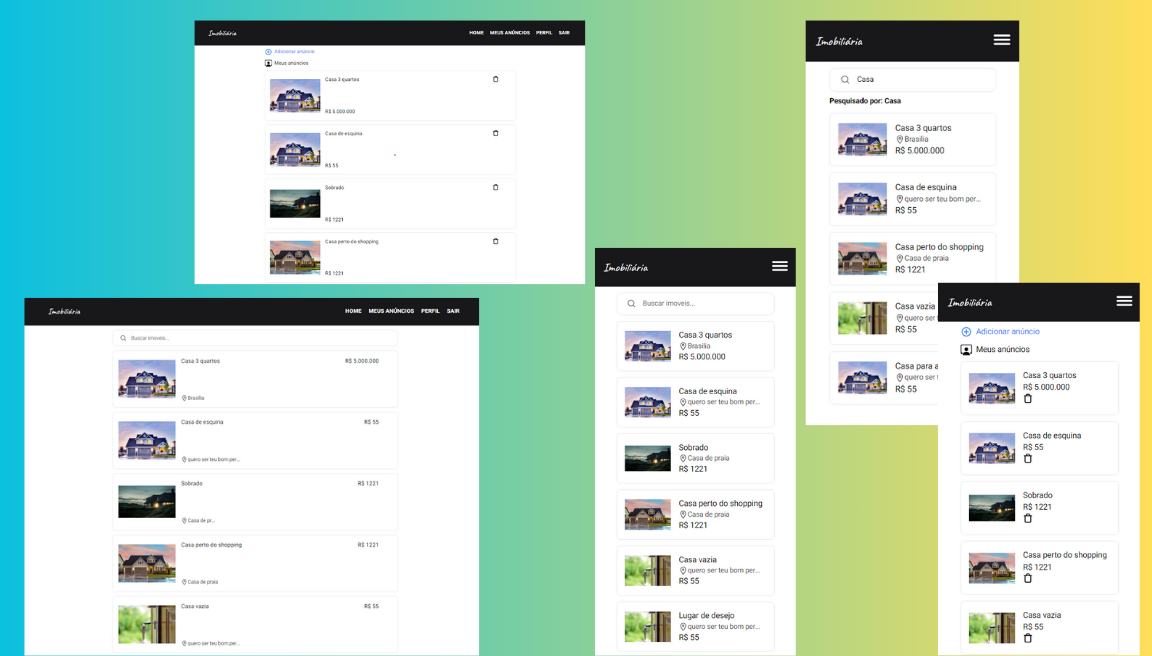 Imobiliária
HOME MEUS ANÚNCIOS PERFIL SAIR
Adicionar anúncio
Meus anúncios
Casa 3 quartos
R$ 5.000.000
Casa de esquina
R$ 55
Sobrado
R$ 1221
Casa perto do shopping
R$ 1221
Imobiliária
HOME MEUS ANÚNCIOS PERFIL SAIR
Buscar imoveis...
Casa 3 quartos R$ 5.000.000
Brasilia
Casa de esquina R$ 55
quero ser teu bom per...
Sobrado R$ 1221
Casa de pr...
Casa perto do shopping R$ 1221
Casa de praia
Casa vazia R$ 55
quero ser teu bom per...
Imobiliária
Buscar imoveis...
Casa 3 quartos
Brasilia
R$ 5.000.000
Casa de esquina
quero ser teu bom per...
R$ 55
Sobrado
Casa de praia
R$ 1221
Casa perto do shopping
Casa de praia
R$ 1221
Casa vazia
quero ser teu bom per...
R$ 55
Lugar de desejo
quero ser teu bom per...
R$ 55
Imobiliária
Casa
Pesquisado por: Casa
Casa 3 quartos
Brasilia
R$ 5.000.000
Casa de esquina
quero ser teu bom per...
R$ 55
Casa perto do shopping
Casa de praia
R$ 1221
Casa vazia
quero ser
R$ 55
Casa para a
quero ser
R$ 55
Imobiliária
Adicionar anúncio
Meus anúncios
Casa 3 quartos
R$ 5.000.000
Casa de esquina
R$ 55
Sobrado
R$ 1221
Casa perto do shopping
R$ 1221
Casa vazia
R$ 55